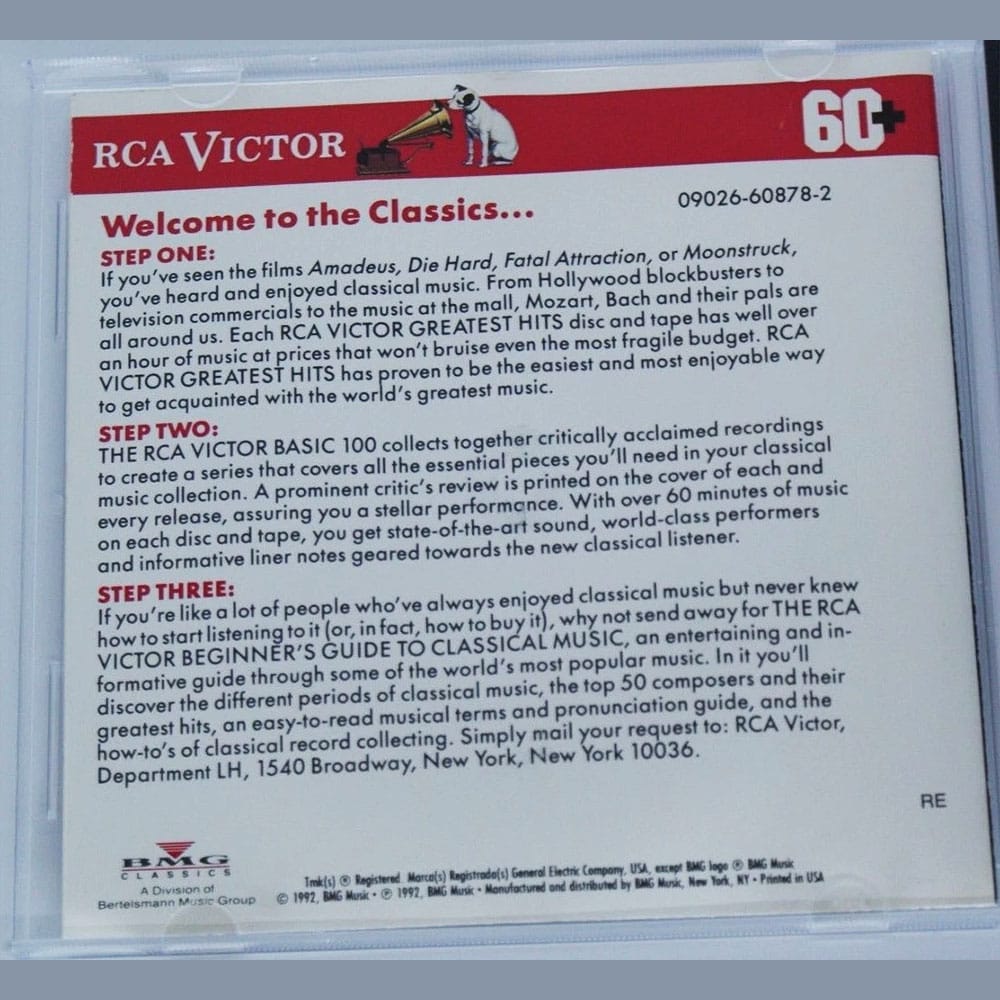 RCA VICTOR
60+
Welcome to the Classics...
09026-60878-2
STEP ONE:
If you've seen the films Amadeus, Die Hard, Fatal Attraction, or Moonstruck,
you've heard and enjoyed classical music. From Hollywood blockbusters to
television commercials to the music at the mall, Mozart, Bach and their pals are
all around us. Each RCA VICTOR GREATEST HITS disc and tape has well over
an hour of music at prices that won't bruise even the most fragile budget. RCA
VICTOR GREATEST HITS has proven to be the easiest and most enjoyable way
to get acquainted with the world's greatest music.
STEP TWO:
THE RCA VICTOR BASIC 100 collects together critically acclaimed recordings
to create a series that covers all the essential pieces you'll need in your classical
music collection. A prominent critic's review is printed on the cover of each and
every release, assuring you a stellar performance. With over 60 minutes of music
on each disc and tape, you get state-of-the-art sound, world-class performers
and informative liner notes geared towards the new classical listener.
STEP THREE:
If you're like a lot of people who've always enjoyed classical music but never knew
how to start listening to it (or, in fact, how to buy it), why not send away for THE RCA
VICTOR BEGINNER'S GUIDE TO CLASSICAL MUSIC, an entertaining and in-
formative guide through some of the world's most popular music. In it you'll
discover the different periods of classical music, the top 50 composers and their
greatest hits, an easy-to-read musical terms and pronunciation guide, and the
how-to's of classical record collecting. Simply mail your request to: RCA Victor,
Department LH, 1540 Broadway, New York, New York 10036.
RE
BMG
CLASSICS
A Division of
Bertelsmann Music Group
Tmk(s) ® Registered. Marca(s) Registrada(s) General Electric Company, USA, except BMG logo ® BMG Music
© 1992, BMG Music • ℗ 1992, BMG Music • Manufactured and distributed by BMG Music, New York, NY • Printed in USA